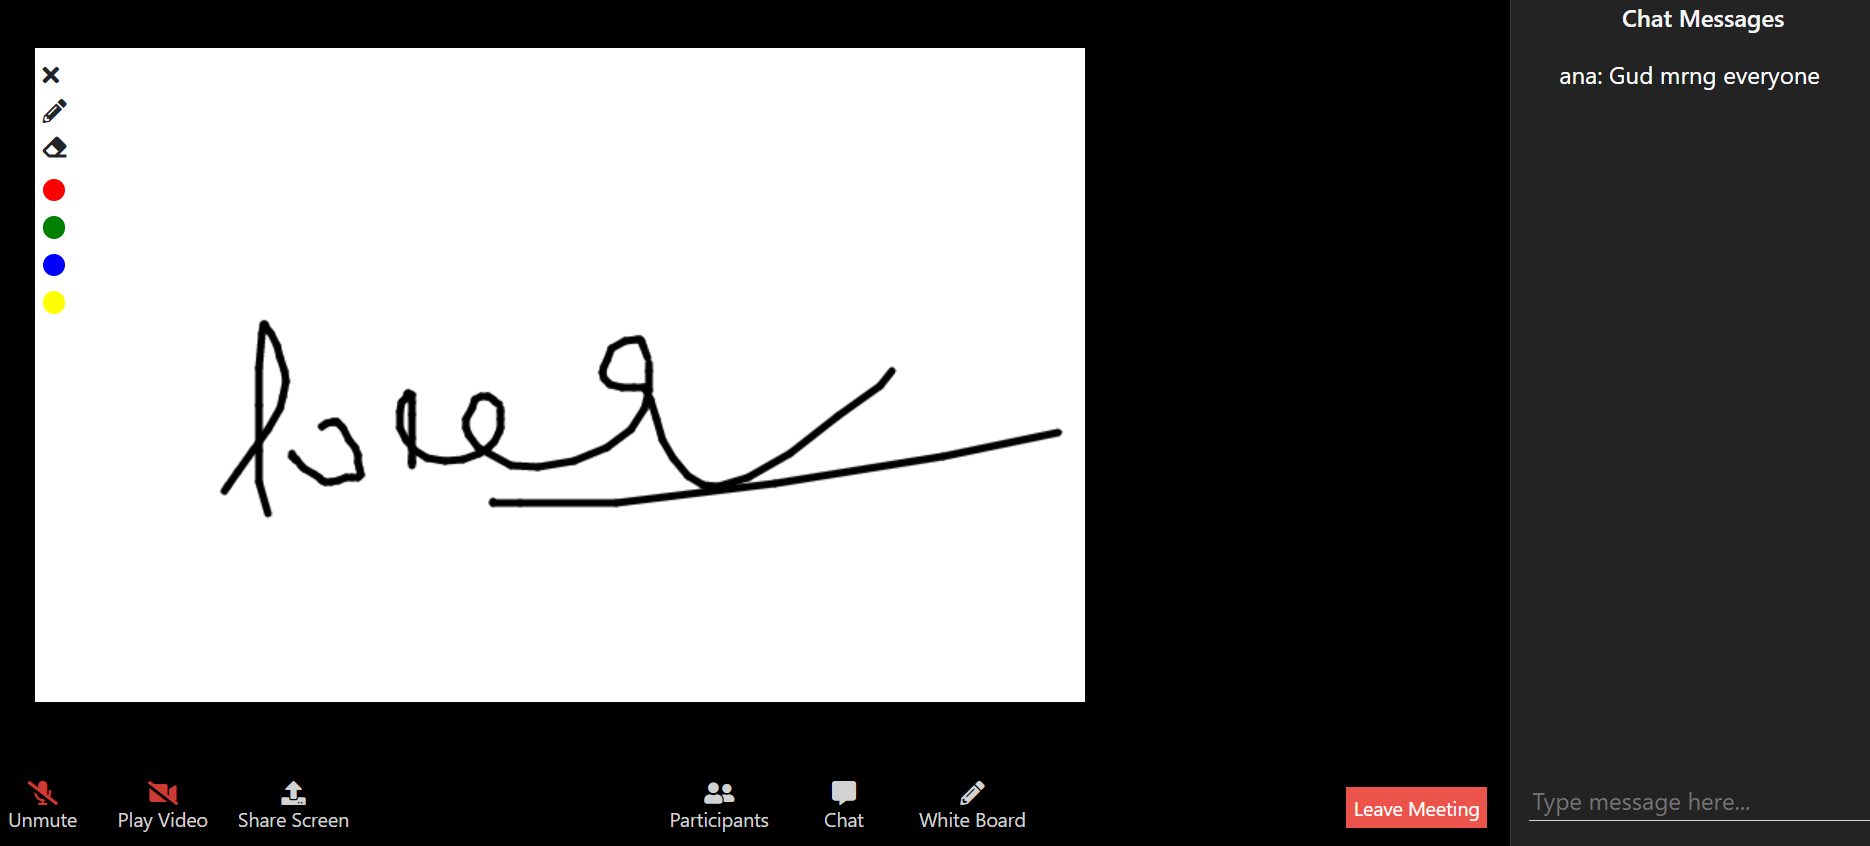 Chat Messages
ana: Gud mrng everyone
Type message here...
Unmute
Play Video
Share Screen
Participants
Chat
White Board
Leave Meeting